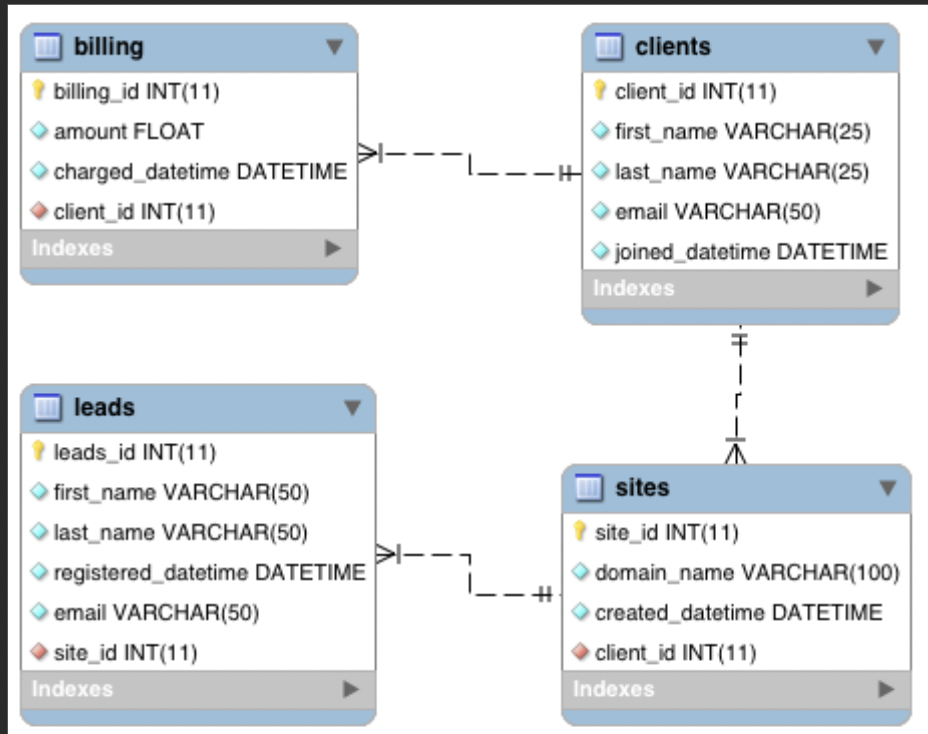 billing
billing_id INT(11)
amount FLOAT
charged_datetime DATETIME
client_id INT(11)
Indexes
clients
client_id INT(11)
first_name VARCHAR(25)
last_name VARCHAR(25)
email VARCHAR(50)
joined_datetime DATETIME
Indexes
leads
leads_id INT(11)
first_name VARCHAR(50)
last_name VARCHAR(50)
registered_datetime DATETIME
email VARCHAR(50)
site_id INT(11)
Indexes
sites
site_id INT(11)
domain_name VARCHAR(100)
created_datetime DATETIME
client_id INT(11)
Indexes